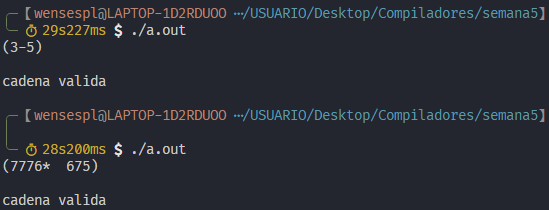 [wensespl@LAPTOP-1D2RDUOO ⋯/USUARIO/Desktop/Compiladores/semana5]
29s227ms $ ./a.out
(3-5)
cadena valida
[wensespl@LAPTOP-1D2RDUOO ⋯/USUARIO/Desktop/Compiladores/semana5]
28s200ms $ ./a.out
(7776*  675)
cadena valida